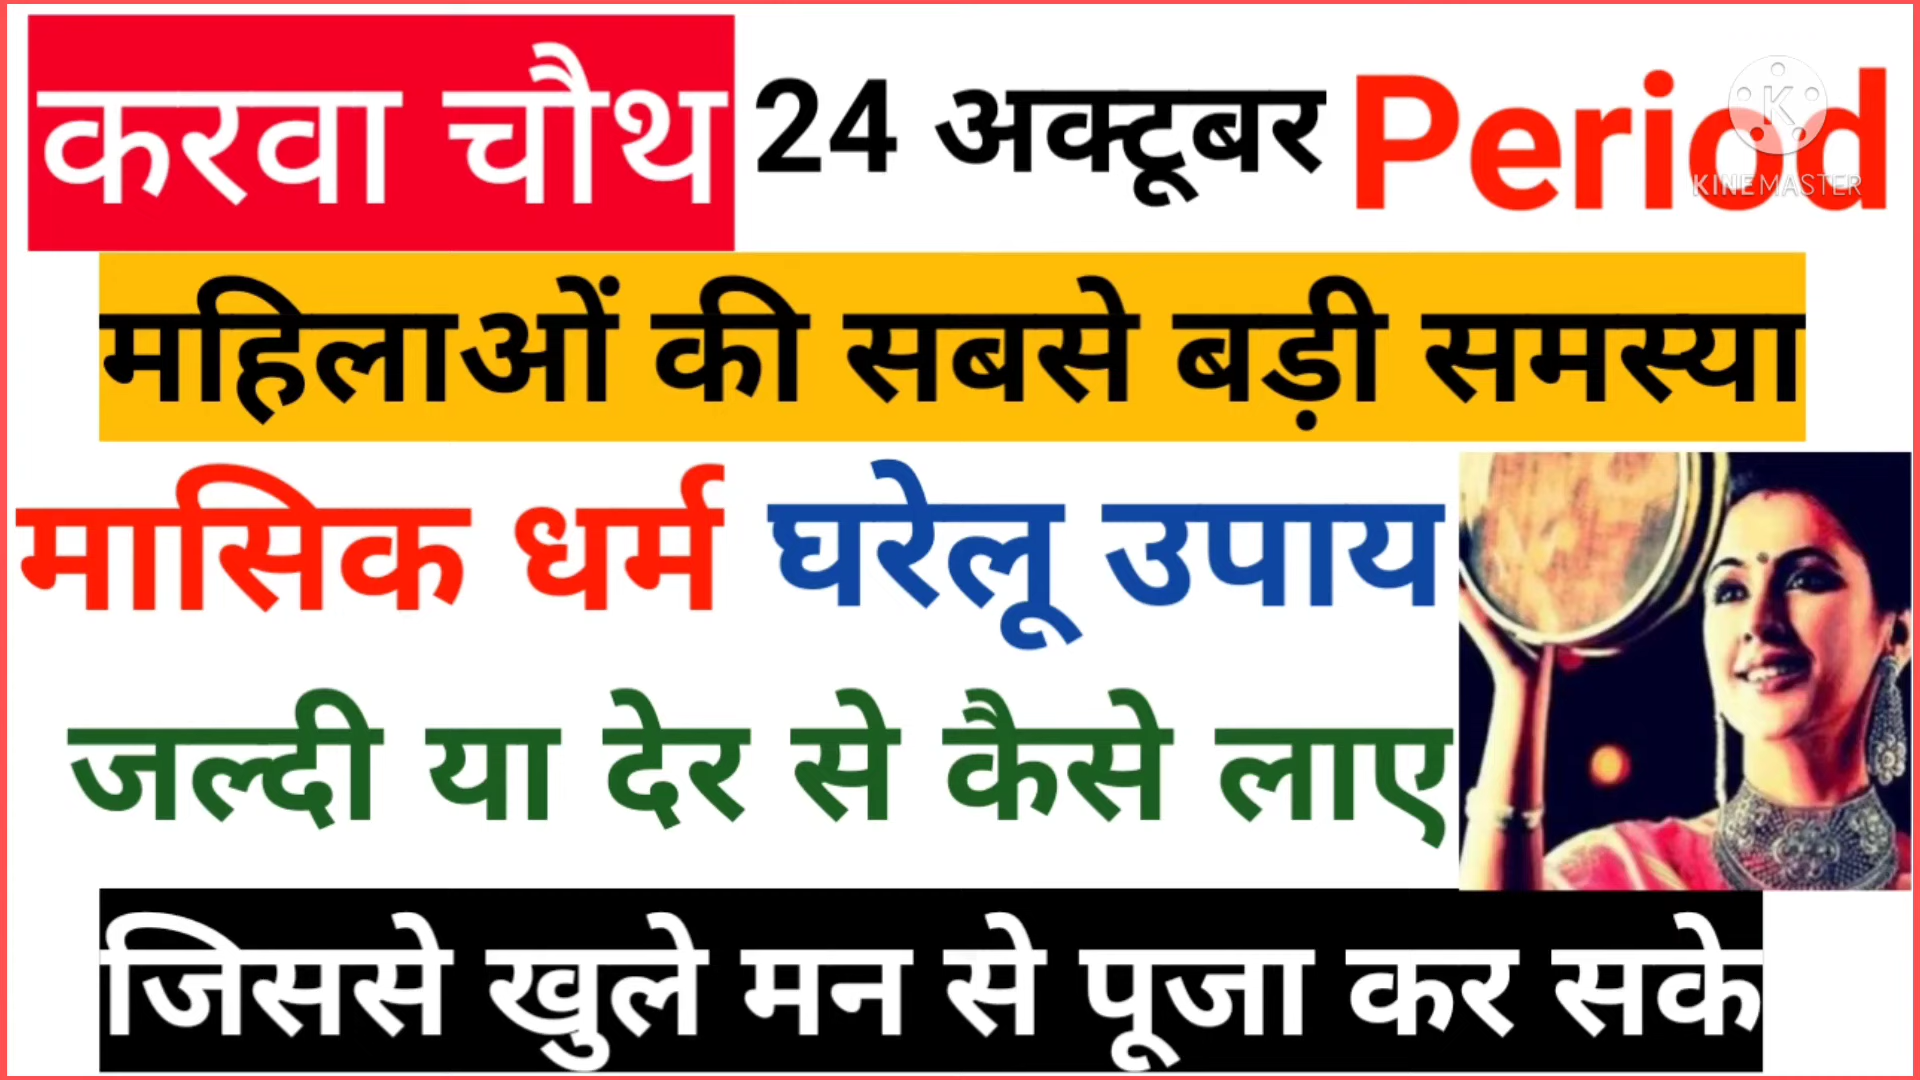 करवा चौथ 24 अक्टूबर Period
KINEMASTER
महिलाओं की सबसे बड़ी समस्या
मासिक धर्म घरेलू उपाय
जल्दी या देर से कैसे लाए
जिससे खुले मन से पूजा कर सके